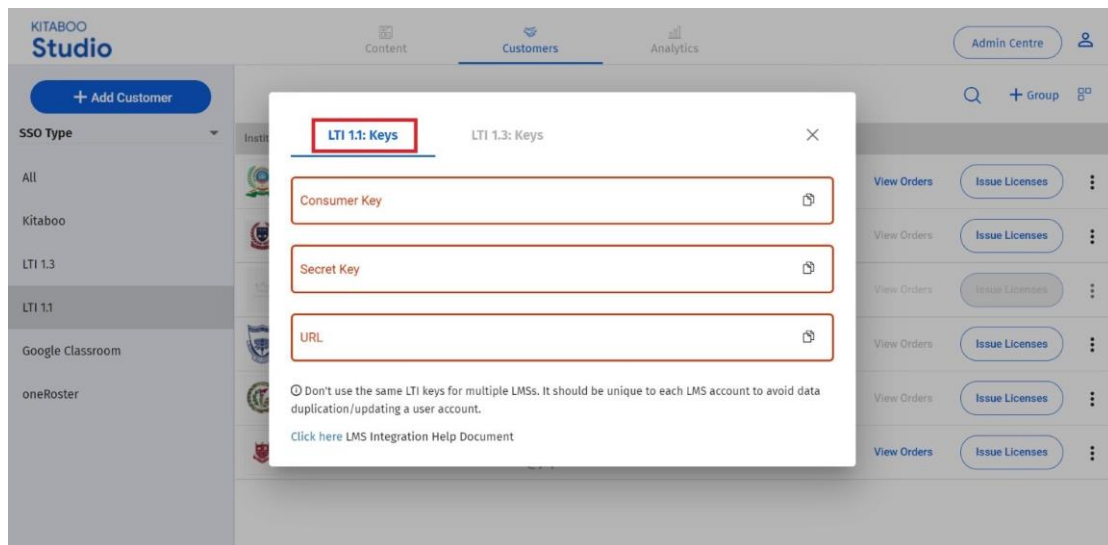 KITABOO
Studio
Content
Customers
Analytics
Admin Centre
+ Add Customer
+ Group
SSO Type
Instit
All
Kitaboo
LTI 1.3
LTI 1.1
Google Classroom
oneRoster
LTI 1.1: Keys
LTI 1.3: Keys
Consumer Key
Secret Key
URL
Don't use the same LTI keys for multiple LMSs. It should be unique to each LMS account to avoid data
duplication/updating a user account.
Click here LMS Integration Help Document
View Orders Issue Licenses
View Orders Issue Licenses
View Orders Issue Licenses
View Orders Issue Licenses
View Orders Issue Licenses
View Orders Issue Licenses